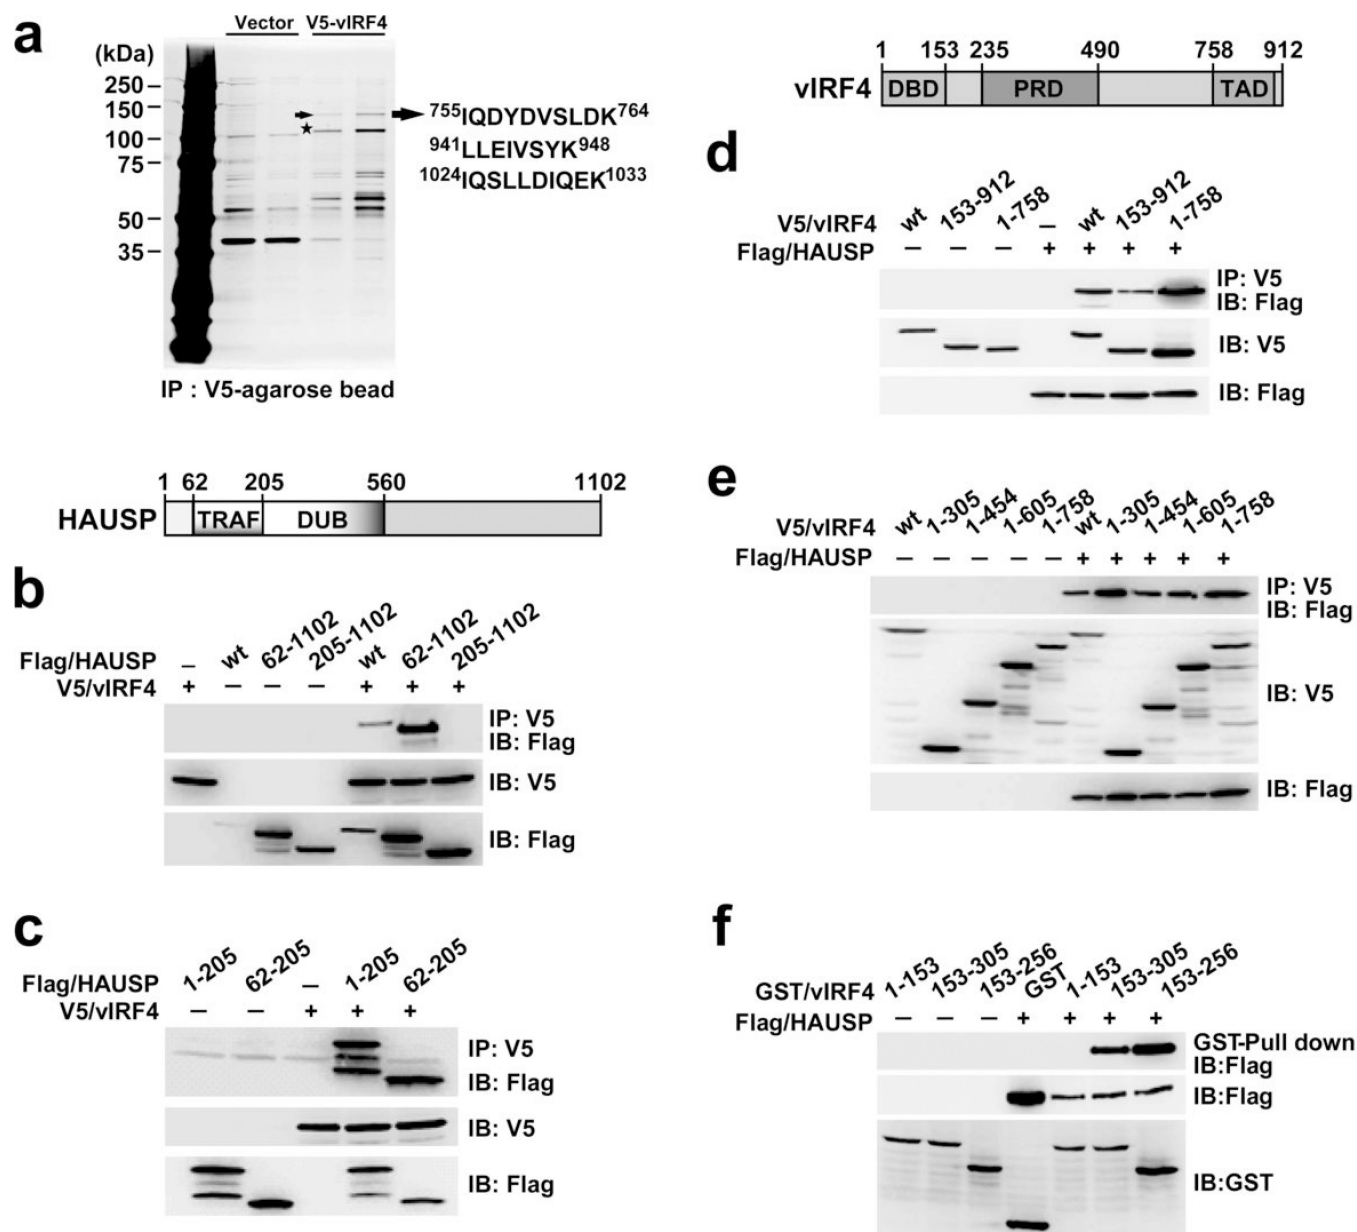 a
Vector V5-vIRF4
(kDa)
250
150
100
75
50
35
★
755IQDYDVSLDK764
941LLEIVSYK948
1024IQSLLDIQEK1033
IP : V5-agarose bead
1 62 205 560 1102
HAUSP TRAF DUB
b
Flag/HAUSP – wt 62-1102 205-1102 wt 62-1102 205-1102
V5/vIRF4 + – – – + + +
IP: V5
IB: Flag
IB: V5
IB: Flag
c
Flag/HAUSP 1-205 62-205 – 1-205 62-205
V5/vIRF4 – – + + +
IP: V5
IB: Flag
IB: V5
IB: Flag
1 153 235 490 758 912
vIRF4 DBD PRD TAD
d
V5/vIRF4 wt 153-912 1-758 – wt 153-912 1-758
Flag/HAUSP – – – + + + +
IP: V5
IB: Flag
IB: V5
IB: Flag
e
V5/vIRF4 wt 1-305 1-454 1-605 1-758 wt 1-305 1-454 1-605 1-758
Flag/HAUSP – – – – – + + + + +
IP: V5
IB: Flag
IB: V5
IB: Flag
f
GST/vIRF4 1-153 153-305 153-256 GST 1-153 153-305 153-256
Flag/HAUSP – – – + + + +
GST-Pull down
IB:Flag
IB:Flag
IB:GST